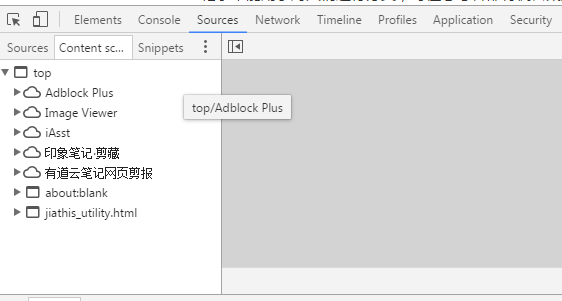 Elements Console Sources Network Timeline Profiles Application Security
Sources Content sc... Snippets
top
Adblock Plus
top/Adblock Plus
Image Viewer
iAsst
印象笔记·剪藏
有道云笔记网页剪报
about:blank
jiathis_utility.html